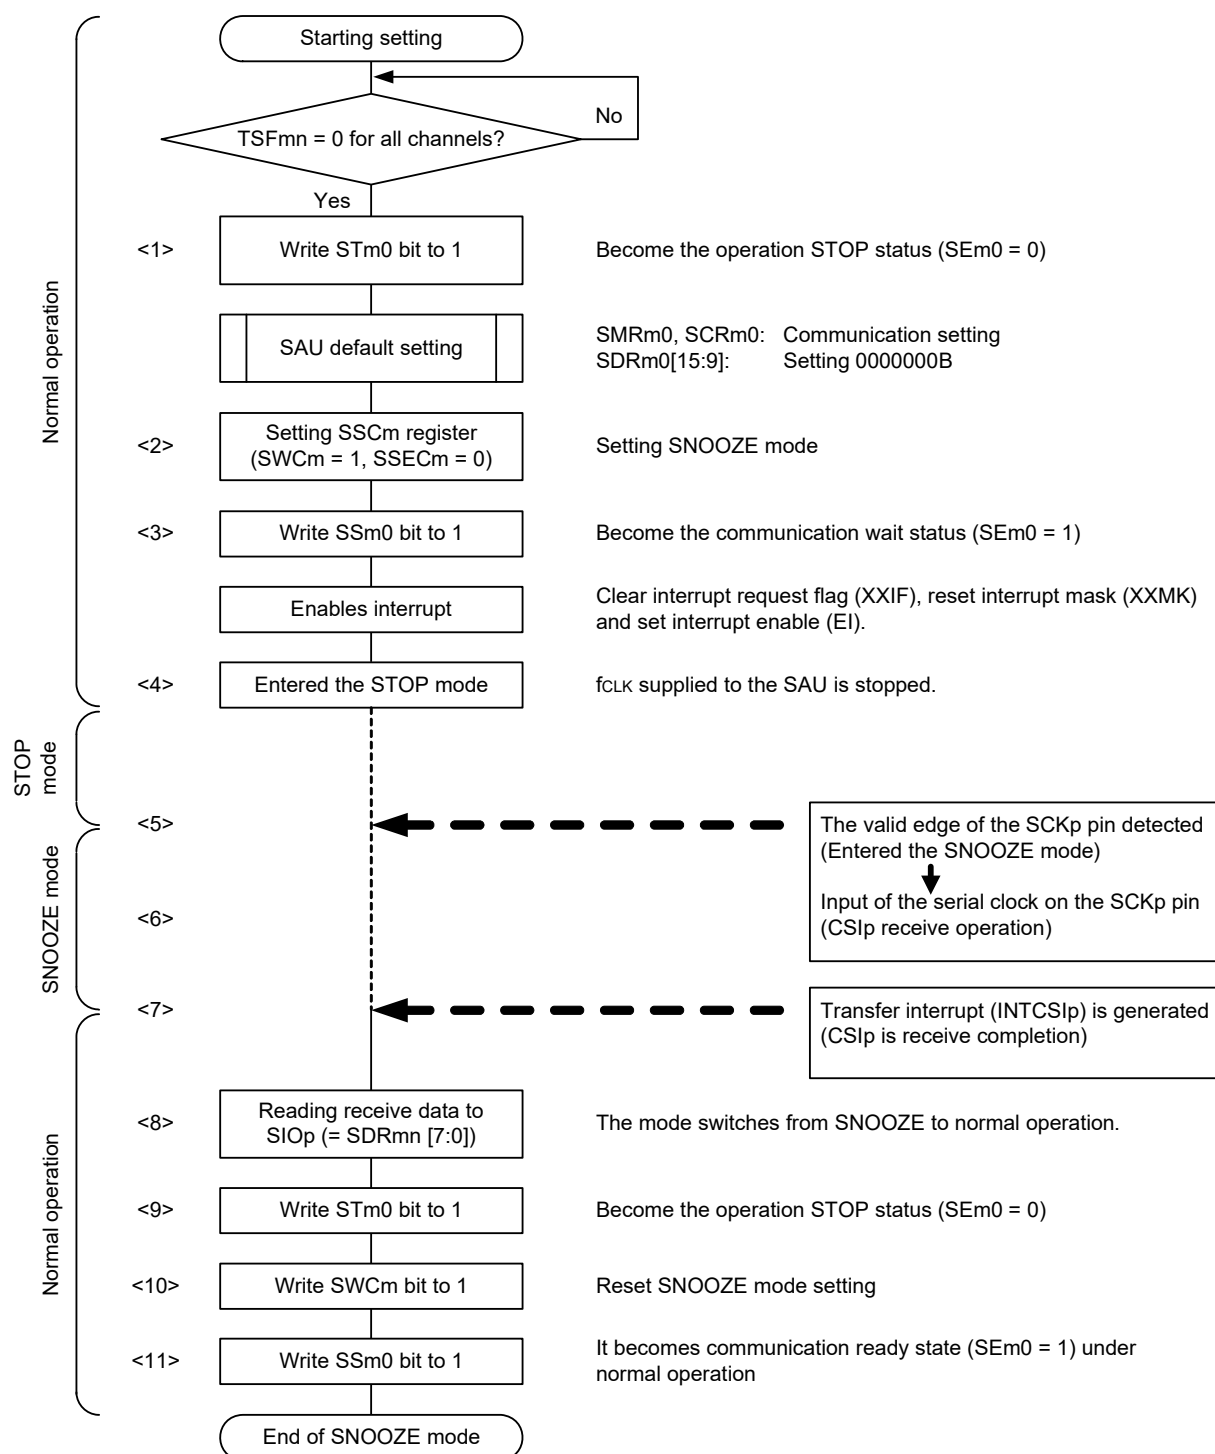 Starting setting
No
TSFmn = 0 for all channels?
Yes
Normal operation
<1>
Write STm0 bit to 1
Become the operation STOP status (SEm0 = 0)
SAU default setting
SMRm0, SCRm0: Communication setting
SDRm0[15:9]: Setting 0000000B
<2>
Setting SSCm register
(SWCm = 1, SSECm = 0)
Setting SNOOZE mode
<3>
Write SSm0 bit to 1
Become the communication wait status (SEm0 = 1)
Enables interrupt
Clear interrupt request flag (XXIF), reset interrupt mask (XXMK)
and set interrupt enable (EI).
<4>
Entered the STOP mode
fCLK supplied to the SAU is stopped.
STOP
mode
<5>
The valid edge of the SCKp pin detected
(Entered the SNOOZE mode)
SNOOZE mode
<6>
Input of the serial clock on the SCKp pin
(CSIp receive operation)
<7>
Transfer interrupt (INTCSIp) is generated
(CSIp is receive completion)
Normal operation
<8>
Reading receive data to
SIOp (= SDRmn [7:0])
The mode switches from SNOOZE to normal operation.
<9>
Write STm0 bit to 1
Become the operation STOP status (SEm0 = 0)
<10>
Write SWCm bit to 1
Reset SNOOZE mode setting
<11>
Write SSm0 bit to 1
It becomes communication ready state (SEm0 = 1) under
normal operation
End of SNOOZE mode